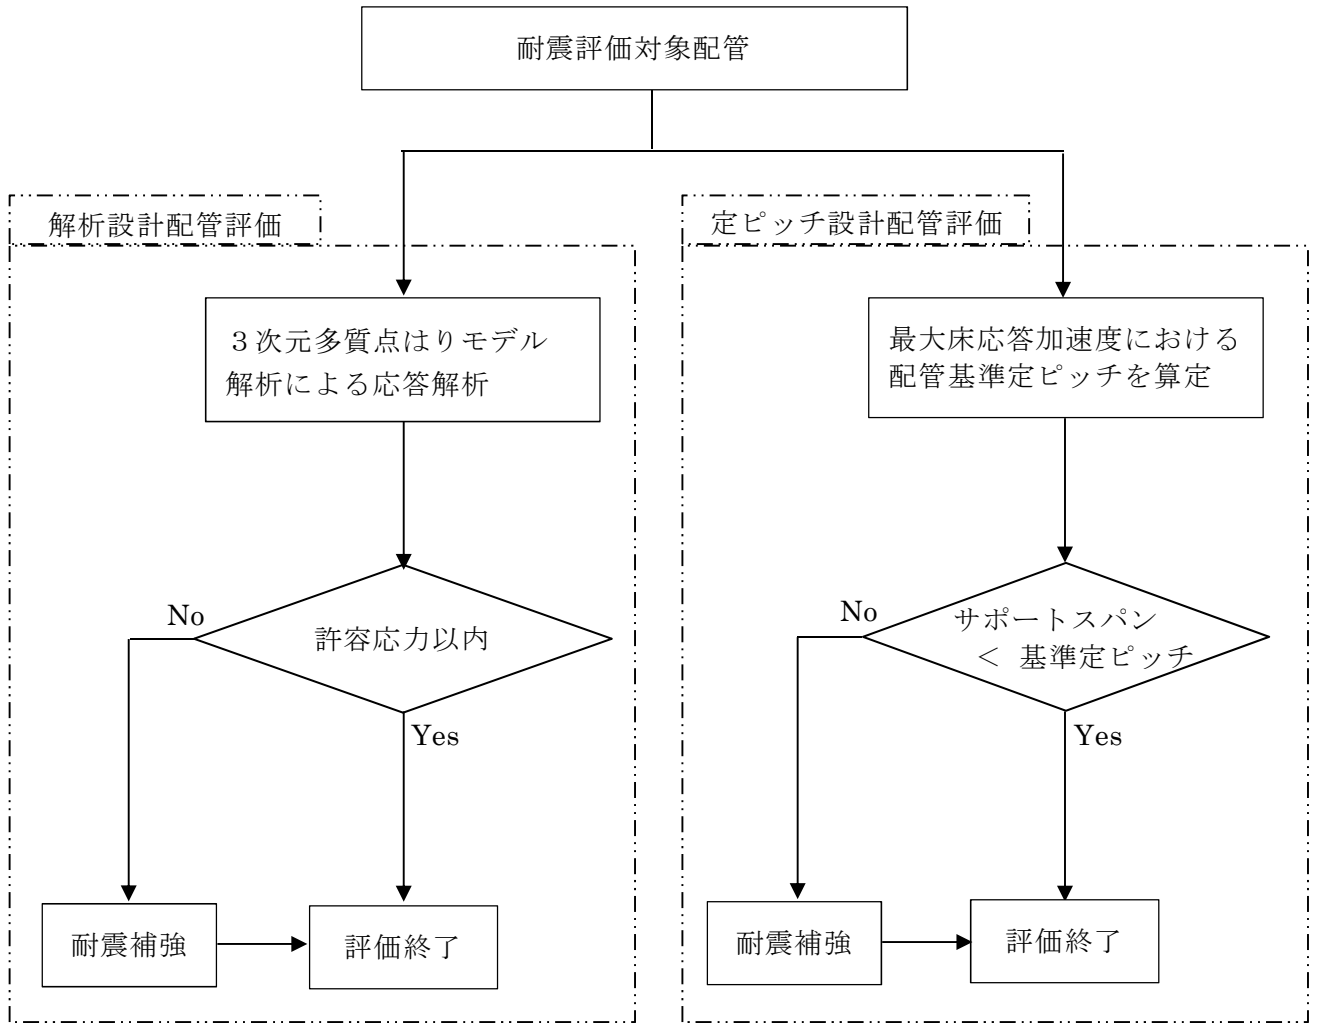 耐震評価対象配管
解析設計配管評価
３次元多質点はりモデル
解析による応答解析
No
許容応力以内
Yes
耐震補強
評価終了
定ピッチ設計配管評価
最大床応答加速度における
配管基準定ピッチを算定
No
サポートスパン
< 基準定ピッチ
Yes
耐震補強
評価終了